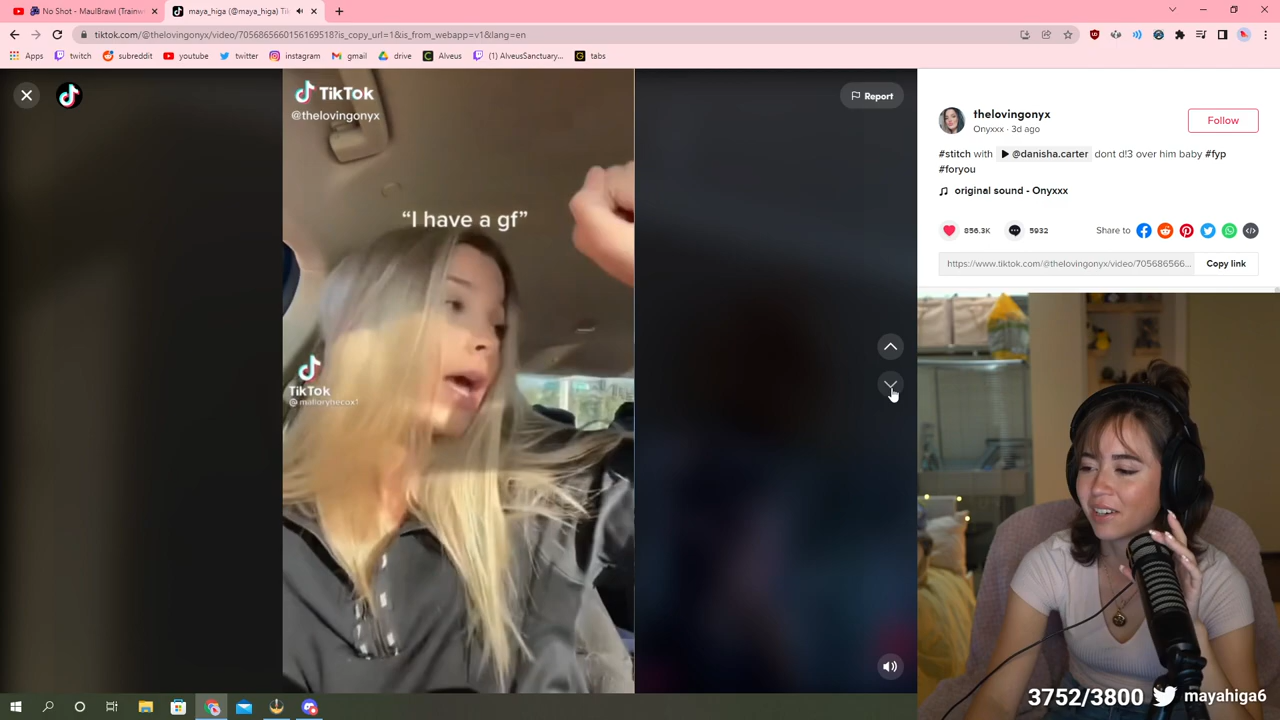 No Shot - MaulBrawl (Trainw
maya_higa (@maya_higa) Ti
tiktok.com/@thelovingonyx/video/7056865660156169518?is_copy_url=1&is_from_webapp=v1&lang=en
Apps twitch subreddit youtube twitter instagram gmail drive Alveus (1) AlveusSanctuary... tabs
TikTok
@thelovingonyx
Report
"I have a gf"
TikTok
thelovingonyx
Onyxxx · 3d ago
Follow
#stitch with @danisha.carter dont d!3 over him baby #fyp
#foryou
original sound - Onyxxx
856.3K 5932 Share to
https://www.tiktok.com/@thelovingonyx/video/705686566... Copy link
3752/3800 mayahiga6